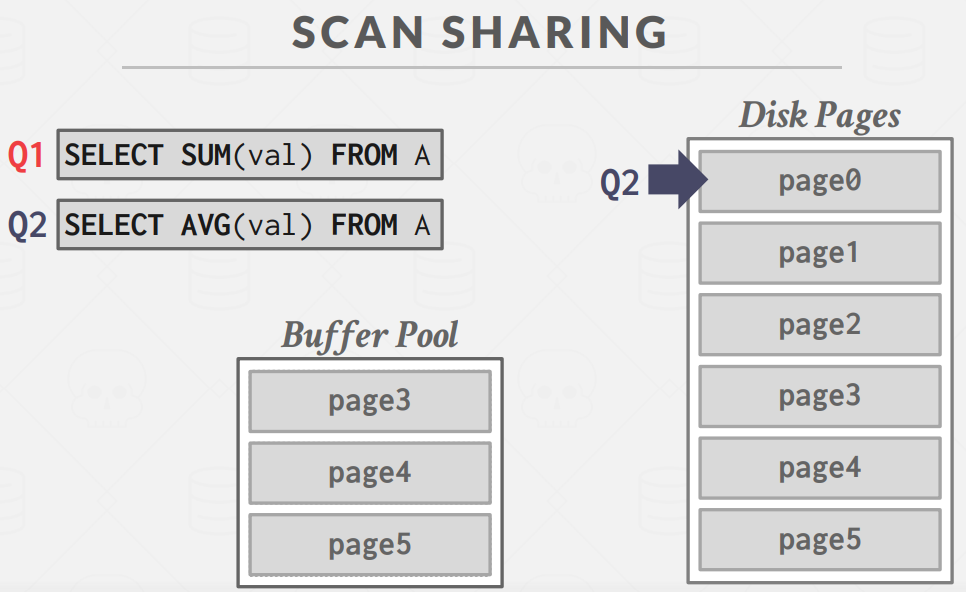 SCAN SHARING
Q1 SELECT SUM(val) FROM A
Q2 SELECT AVG(val) FROM A
Buffer Pool
page3
page4
page5
Disk Pages
Q2
page0
page1
page2
page3
page4
page5